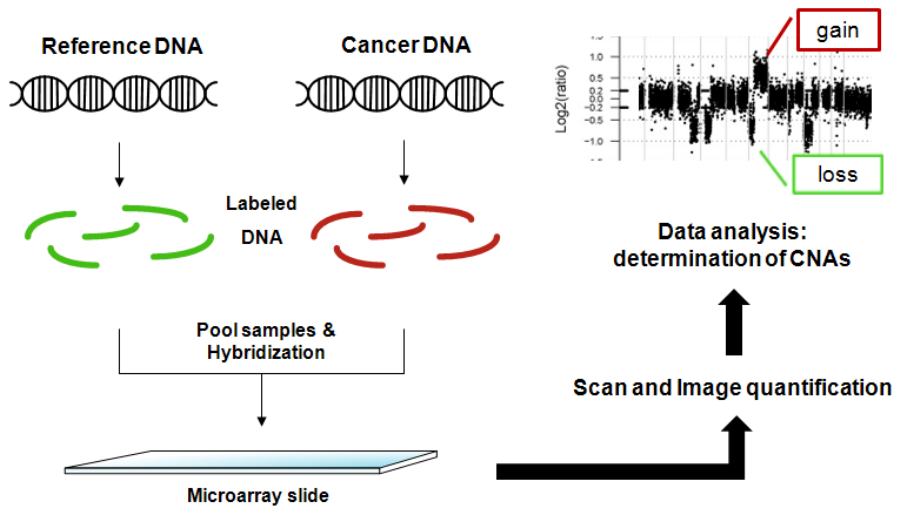 Reference DNA
Cancer DNA
Labeled
DNA
Pool samples &
Hybridization
Microarray slide
gain
1.0
0.5
0.2
0.0
-0.2
-0.5
-1.0
Log2(ratio)
loss
Data analysis:
determination of CNAs
Scan and Image quantification